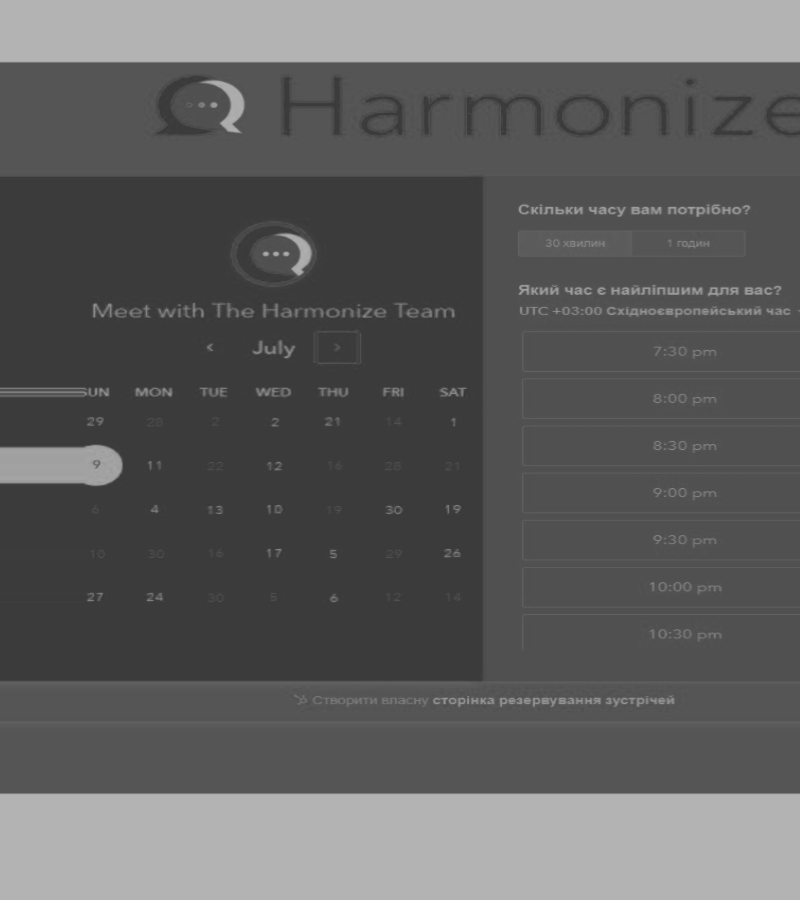 Harmonize
Meet with The Harmonize Team
‹ July ›
SUN MON TUE WED THU FRI SAT
29 28 2 2 21 14 1
9 11 22 12 16 28 21
6 4 13 10 19 30 19
10 30 16 17 5 29 26
27 24 30 5 6 12 14
Скільки часу вам потрібно?
30 хвилин 1 годин
Який час є найліпшим для вас?
UTC +03:00 Східноєвропейський час
7:30 pm
8:00 pm
8:30 pm
9:00 pm
9:30 pm
10:00 pm
10:30 pm
Створити власну сторінка резервування зустрічей